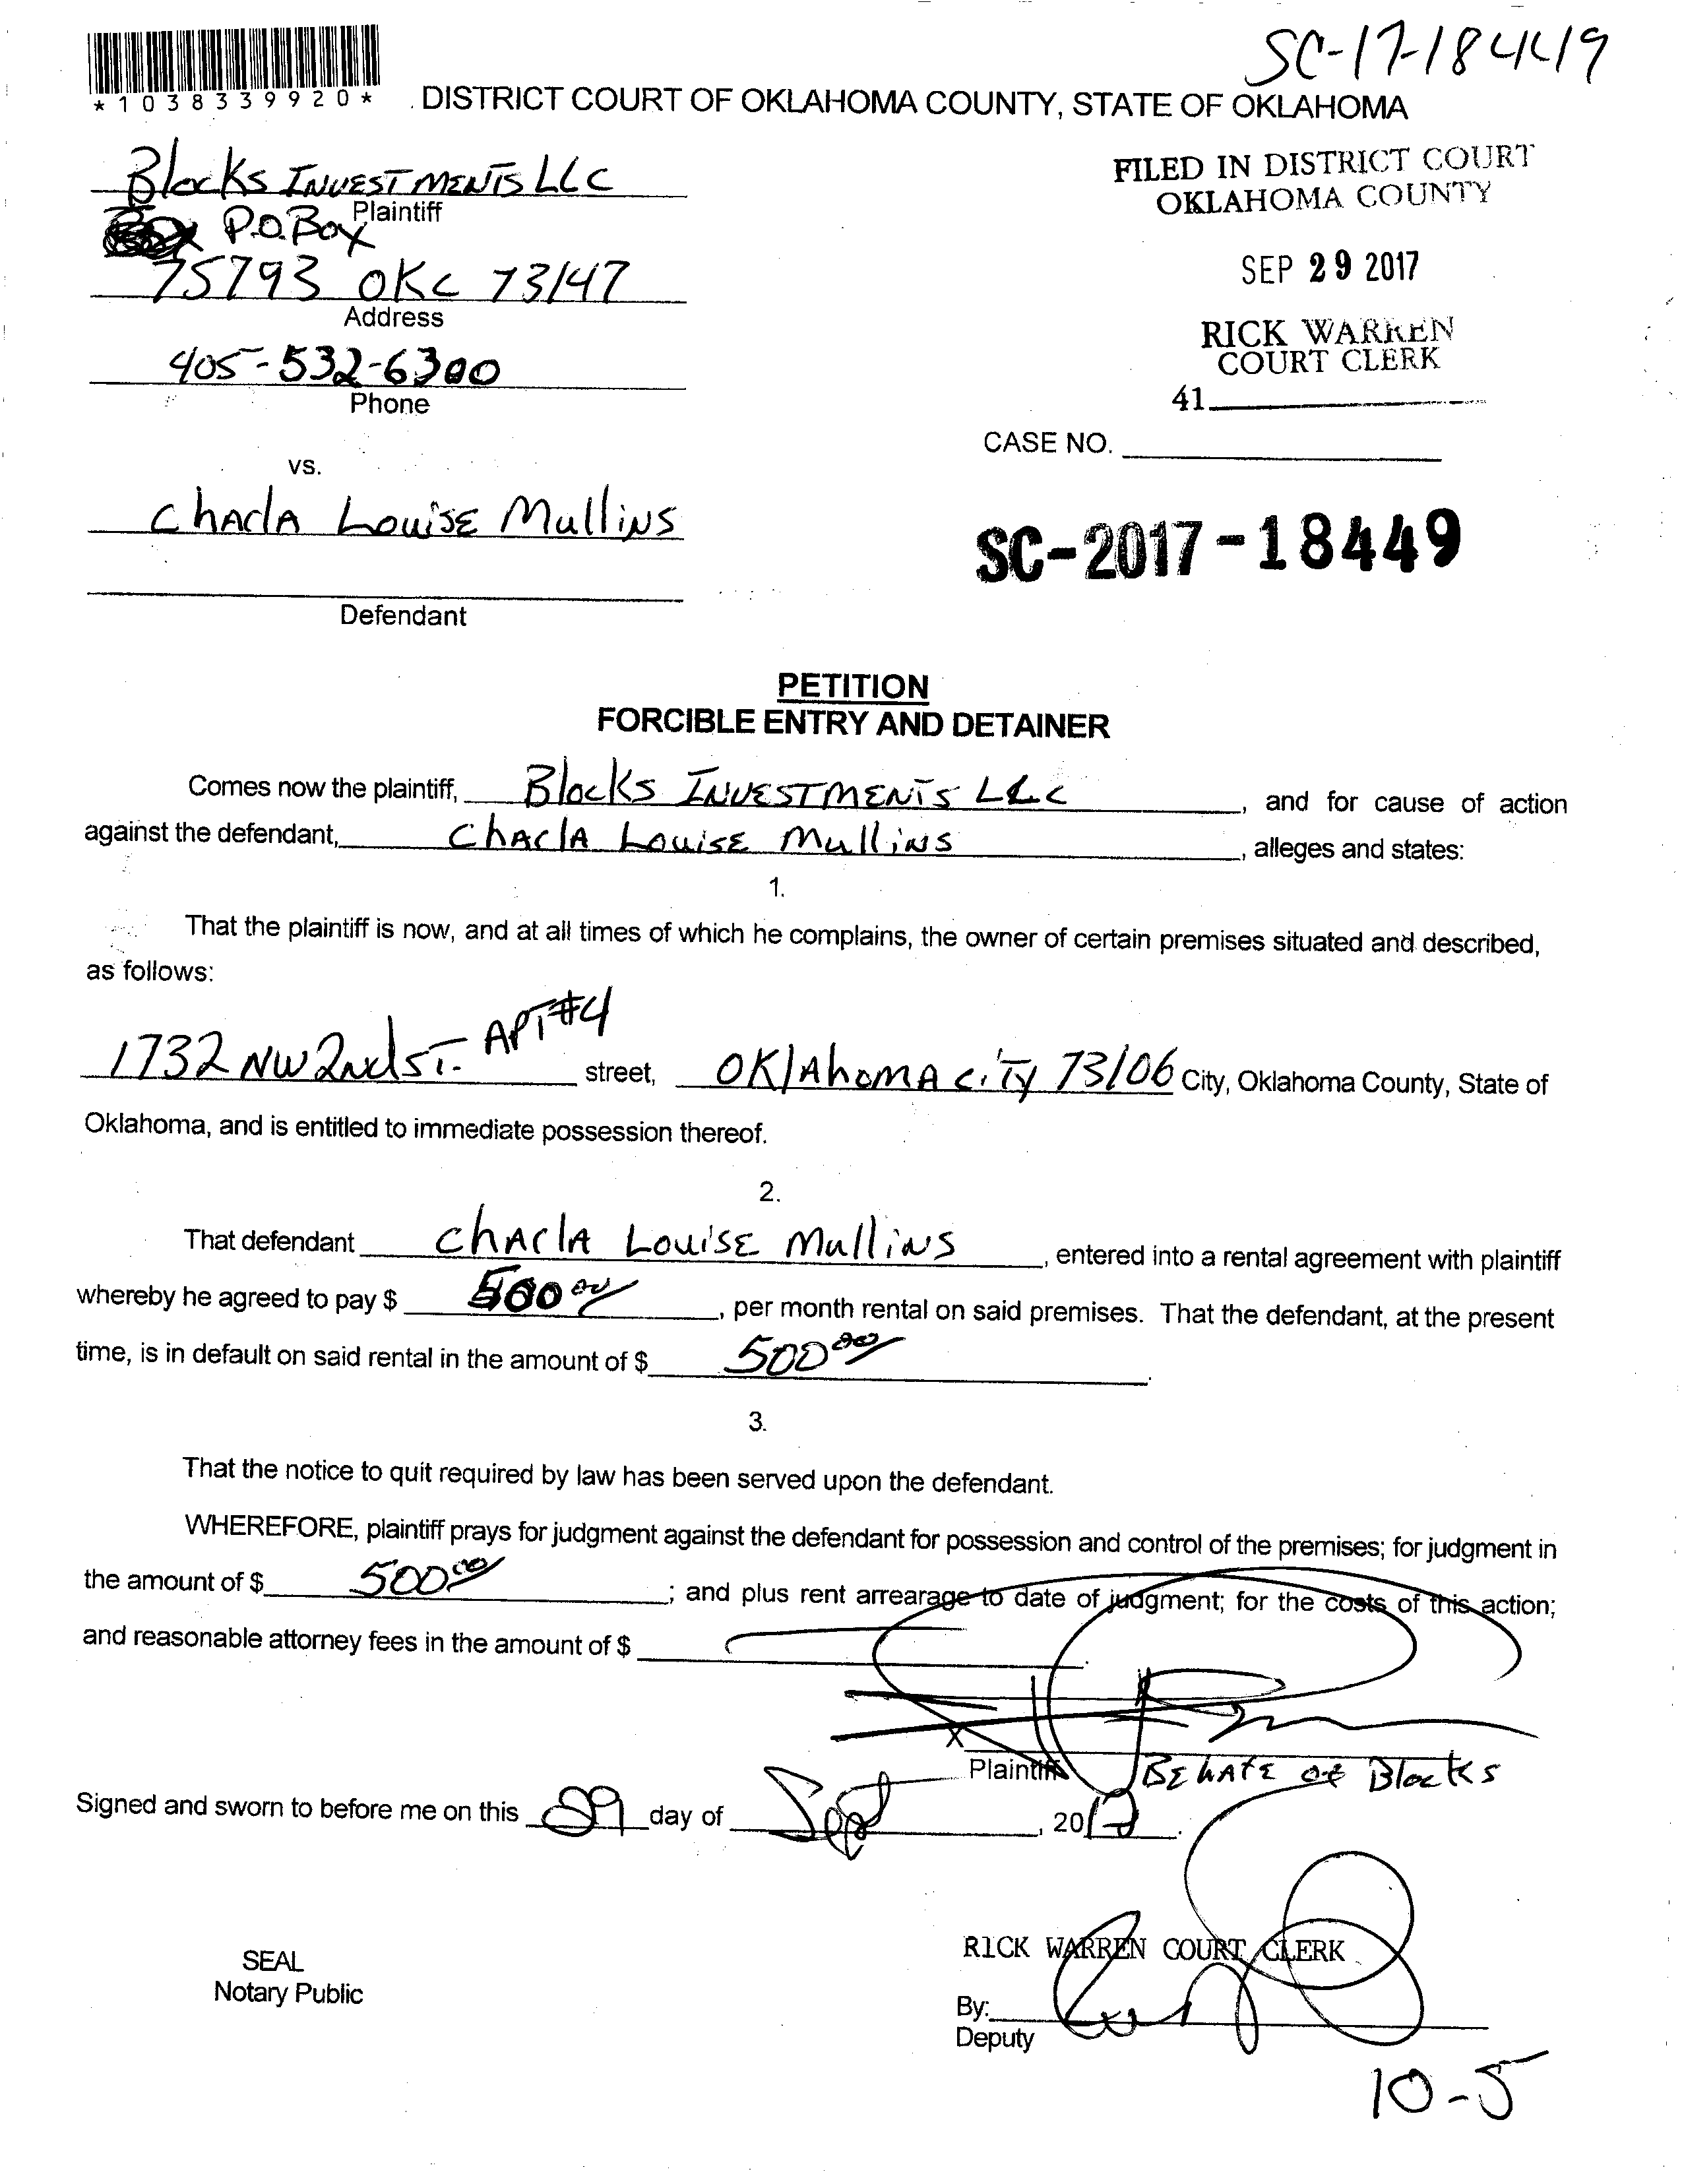 SC-17-18449
*1038339920*
DISTRICT COURT OF OKLAHOMA COUNTY, STATE OF OKLAHOMA
Blocks INVESTMENTS LLC
Plaintiff
P.O. Box
75793 OKC 73147
Address
405-532-6300
Phone
FILED IN DISTRICT COURT
OKLAHOMA COUNTY
SEP 29 2017
RICK WARREN
COURT CLERK
41
CASE NO.
vs.
ChArlA LouiSE MulliNS
SC-2017-18449
Defendant
PETITION
FORCIBLE ENTRY AND DETAINER
Comes now the plaintiff, Blocks INVESTMENTS LLC, and for cause of action
against the defendant, ChArlA LouiSE MulliNS, alleges and states:
1.
That the plaintiff is now, and at all times of which he complains, the owner of certain premises situated and described,
as follows:
1732 NW 2nd ST. APT #4 street, OKlAhoMA CiTy 73106 City, Oklahoma County, State of
Oklahoma, and is entitled to immediate possession thereof.
2.
That defendant ChArlA LouiSE MulliNS, entered into a rental agreement with plaintiff
whereby he agreed to pay $ 500 00/, per month rental on said premises. That the defendant, at the present
time, is in default on said rental in the amount of $ 500 00/.
3.
That the notice to quit required by law has been served upon the defendant.
WHEREFORE, plaintiff prays for judgment against the defendant for possession and control of the premises; for judgment in
the amount of $ 500 00/; and plus rent arrearage to date of judgment; for the costs of this action;
and reasonable attorney fees in the amount of $
X
Plaintiff BEhAfE of Blocks
Signed and sworn to before me on this 29 day of Sept, 2017.
RICK WARREN COURT CLERK
SEAL
Notary Public
By:
Deputy
10-5